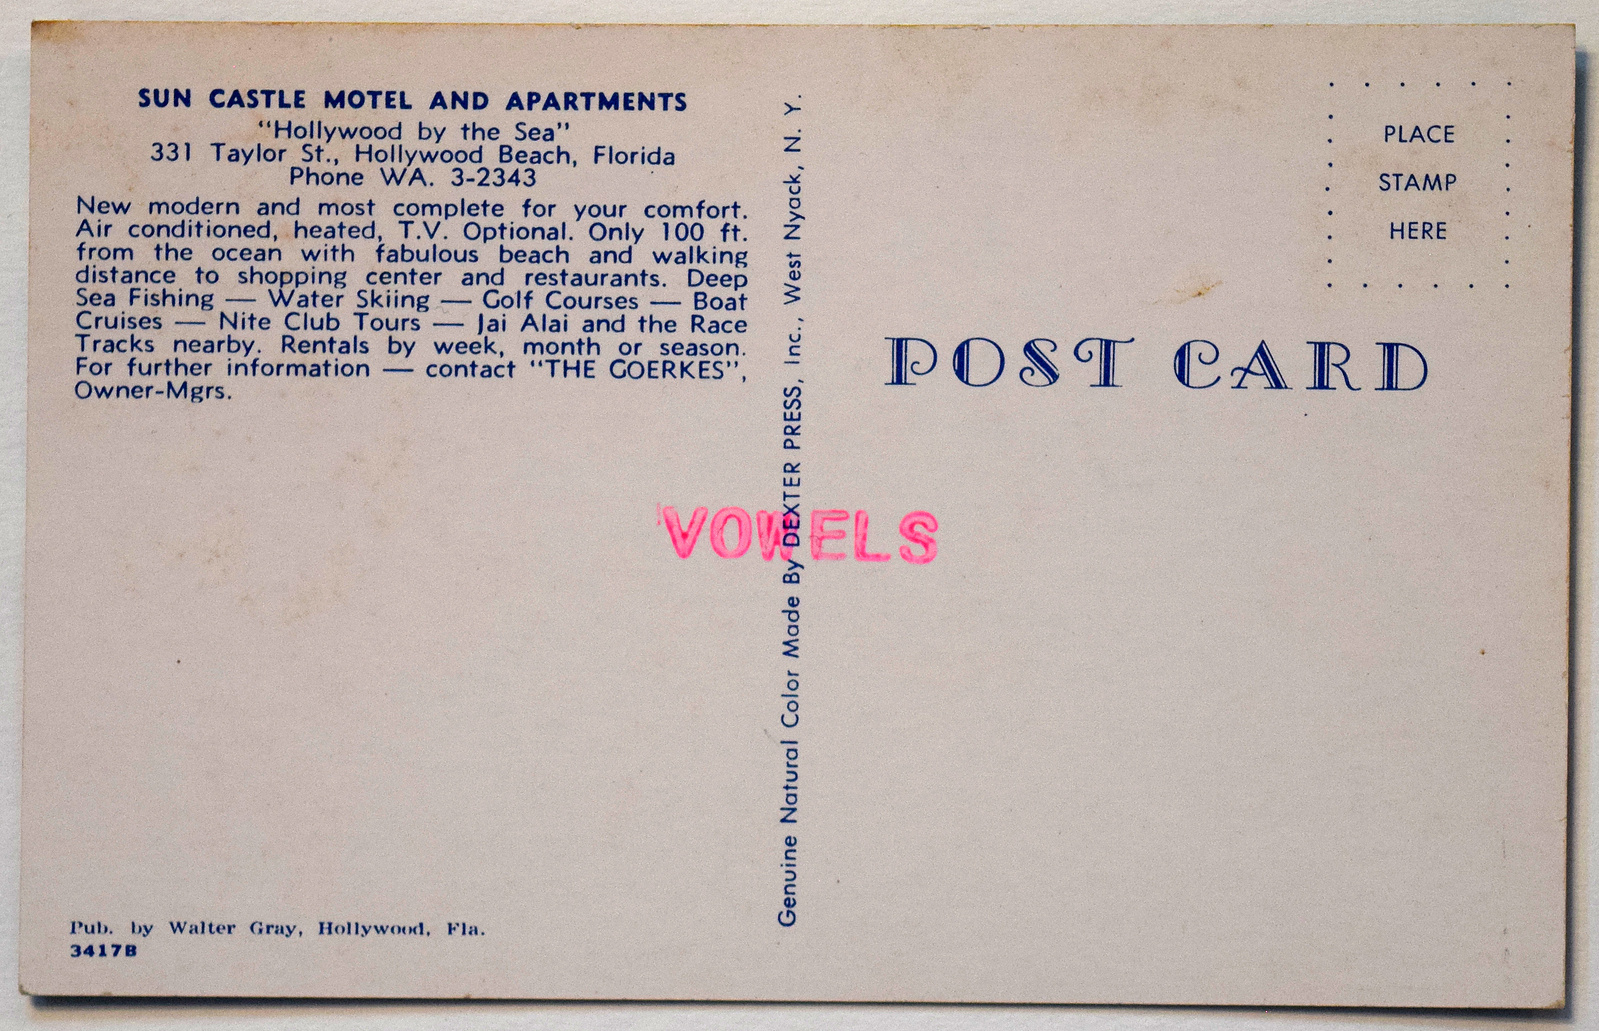 SUN CASTLE MOTEL AND APARTMENTS
"Hollywood by the Sea"
331 Taylor St., Hollywood Beach, Florida
Phone WA. 3-2343
New modern and most complete for your comfort.
Air conditioned, heated, T.V. Optional. Only 100 ft.
from the ocean with fabulous beach and walking
distance to shopping center and restaurants. Deep
Sea Fishing — Water Skiing — Golf Courses — Boat
Cruises — Nite Club Tours — Jai Alai and the Race
Tracks nearby. Rentals by week, month or season.
For further information — contact "THE GOERKES",
Owner-Mgrs.
Pub. by Walter Gray, Hollywood, Fla.
3417B
Genuine Natural Color Made By DEXTER PRESS, Inc., West Nyack, N. Y.
VOWELS
PLACE
STAMP
HERE
POST CARD